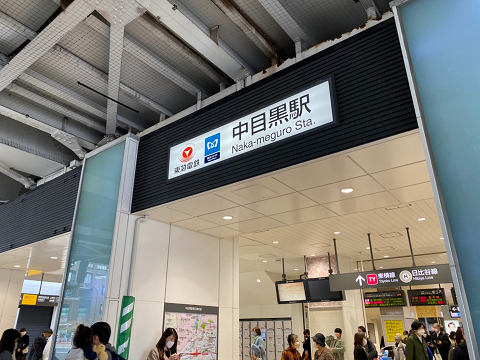 東急電鉄
中目黒駅
Naka-meguro Sta.
TY
東横線
Toyoko Line
日比谷線
Hibiya Line